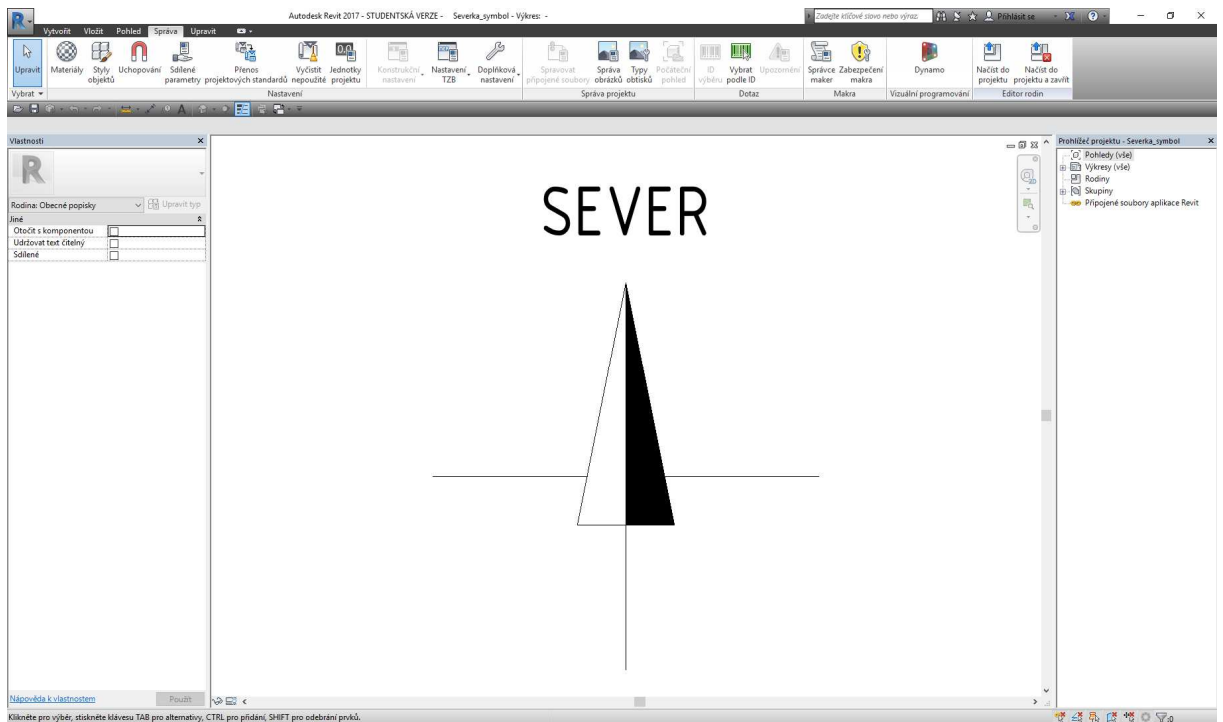 Autodesk Revit 2017 - STUDENTSKÁ VERZE - Severka_symbol - Výkres: -
Zadejte klíčové slovo nebo výraz
Přihlásit se
Vytvořit Vložit Pohled Správa Upravit
Upravit Materiály Styly objektů Uchopování Sdílené parametry Přenos projektových standardů Vyčistit nepoužité Jednotky projektu Konstrukční nastavení Nastavení TZB Doplňková nastavení Spravovat připojené soubory Správa obrázků Typy obtisků Počáteční pohled ID výběru Vybrat podle ID Upozornění Správce maker Zabezpečení makra Dynamo Načíst do projektu Načíst do projektu a zavřít
Vybrat Nastavení Správa projektu Dotaz Makra Vizuální programování Editor rodin
Vlastnosti
R
Rodina: Obecné popisky
Upravit typ
Jiné
Otočit s komponentou
Udržovat text čitelný
Sdílené
SEVER
Prohlížeč projektu - Severka_symbol
Pohledy (vše)
Výkresy (vše)
Rodiny
Skupiny
Připojené soubory aplikace Revit
Nápověda k vlastnostem
Použít
Klikněte pro výběr, stiskněte klávesu TAB pro alternativy, CTRL pro přidání, SHIFT pro odebrání prvků.
:0